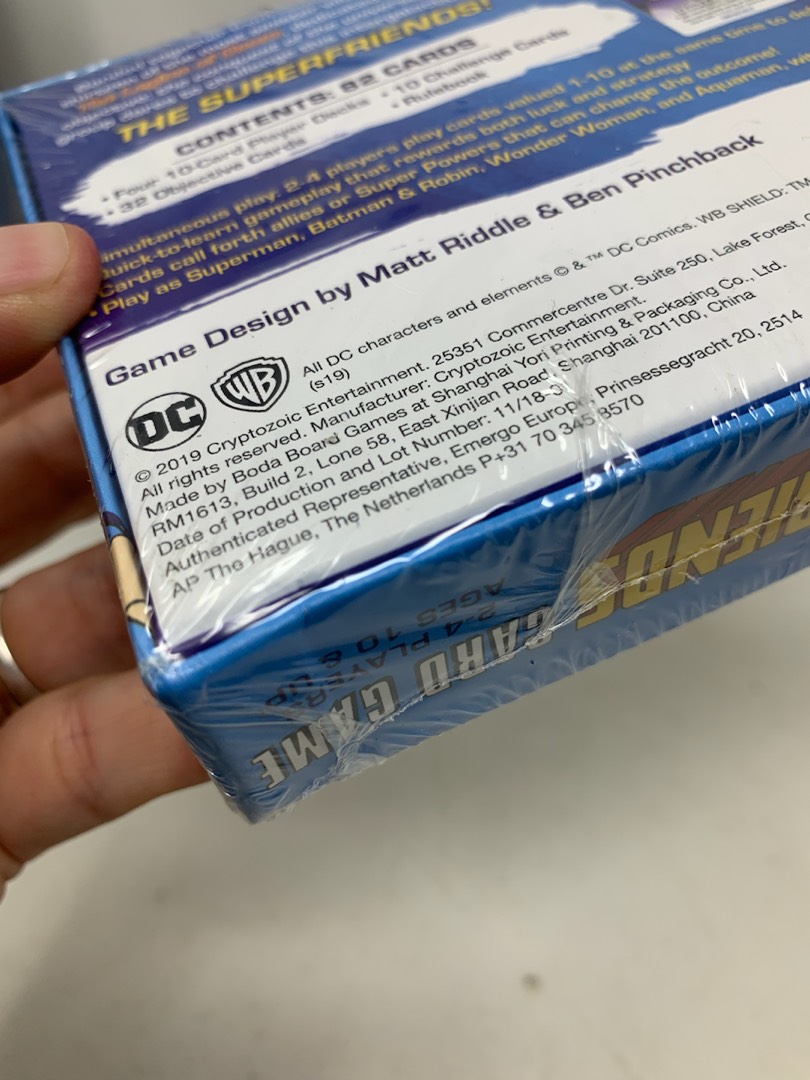 THE SUPERFRIENDS!
CONTENTS: 82 CARDS
• Four 10-Card Player Decks • 10 Challenge Cards
• 32 Objective Cards • Rulebook
Simultaneous play. 2-4 players play cards valued 1-10 at the same time to
Quick-to-learn gameplay that rewards both luck and strategy
Cards call forth allies or Super Powers that can change the outcome!
• Play as Superman, Batman & Robin, Wonder Woman, and Aquaman,
Game Design by Matt Riddle & Ben Pinchback
DC
WB
All DC characters and elements © & ™ DC Comics. WB SHIELD: TM
(s19)
© 2019 Cryptozoic Entertainment. 25351 Commercentre Dr. Suite 250, Lake Forest,
All rights reserved. Manufacturer: Cryptozoic Entertainment.
Made by Boda Board Games at Shanghai Yori Printing & Packaging Co., Ltd.
RM1613, Build 2, Lone 58, East Xinjian Road, Shanghai 201100, China
Date of Production and Lot Number: 11/18-
Authenticated Representative, Emergo Europe, Prinsessegracht 20, 2514
AP The Hague, The Netherlands P+31 70 345 8570
CARD GAME
2-4 PLAYERS
AGES 10 & UP